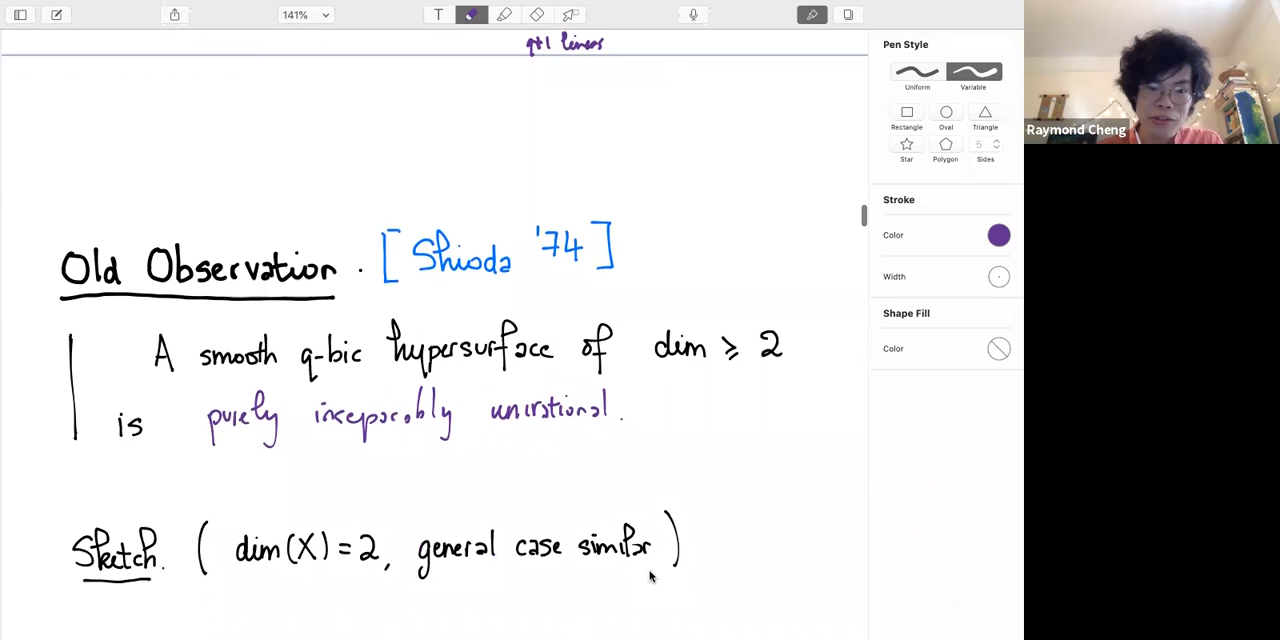 141%
T
q+1 lines
Pen Style
Uniform
Variable
Rectangle
Oval
Triangle
Star
Polygon
5
Sides
Stroke
Color
Width
Shape Fill
Color
Raymond Cheng
Old Observation. [Shioda '74]
A smooth q-bic hypersurface of dim ⩾ 2
is purely inseparably unirational.
Sketch. (dim(X) = 2, general case similar)